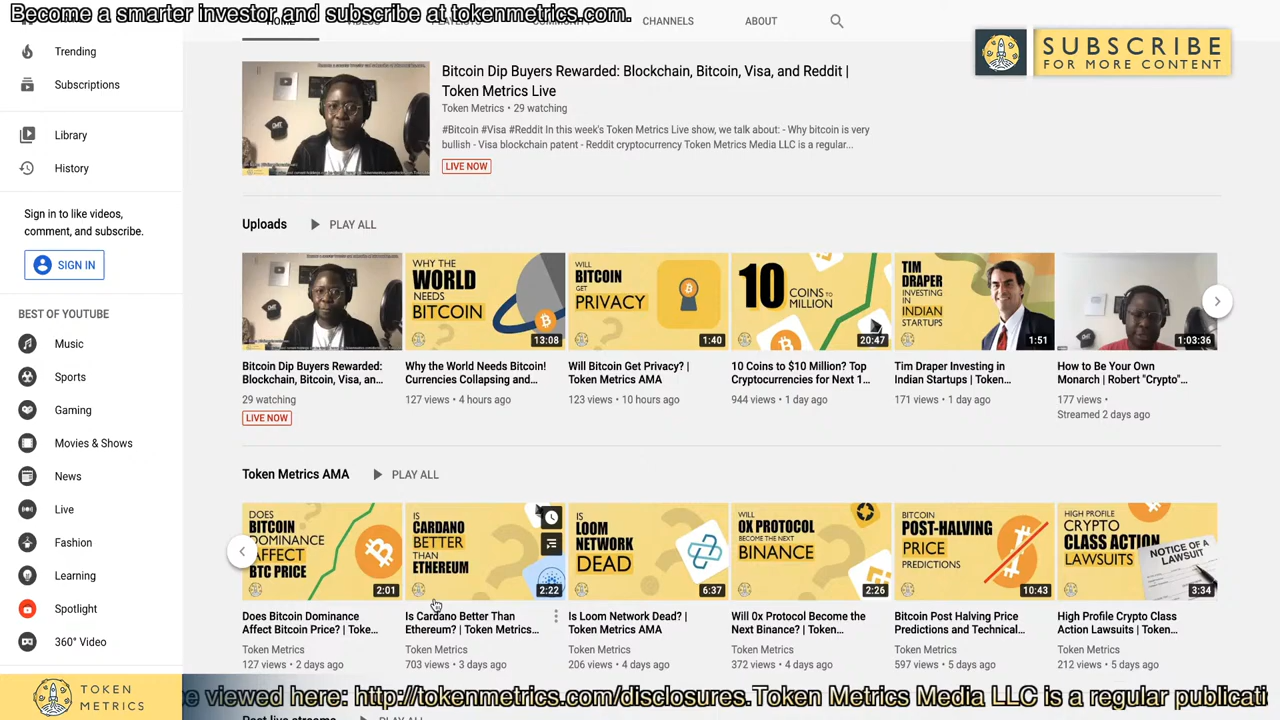 Become a smarter investor and subscribe at tokenmetrics.com.
CHANNELS
ABOUT
SUBSCRIBE
FOR MORE CONTENT
Trending
Subscriptions
Library
History
Sign in to like videos,
comment, and subscribe.
SIGN IN
BEST OF YOUTUBE
Music
Sports
Gaming
Movies & Shows
News
Live
Fashion
Learning
Spotlight
360° Video
Bitcoin Dip Buyers Rewarded: Blockchain, Bitcoin, Visa, and Reddit |
Token Metrics Live
Token Metrics • 29 watching
#Bitcoin #Visa #Reddit In this week's Token Metrics Live show, we talk about: - Why bitcoin is very
bullish - Visa blockchain patent - Reddit cryptocurrency Token Metrics Media LLC is a regular...
LIVE NOW
Uploads
PLAY ALL
WHY THE
WORLD
NEEDS
BITCOIN
13:08
WILL
BITCOIN
GET
PRIVACY
1:40
10
COINS TO
MILLION
20:47
TIM
DRAPER
INVESTING
IN
INDIAN
STARTUPS
1:51
1:03:36
Bitcoin Dip Buyers Rewarded:
Blockchain, Bitcoin, Visa, an...
29 watching
LIVE NOW
Why the World Needs Bitcoin!
Currencies Collapsing and...
127 views • 4 hours ago
Will Bitcoin Get Privacy? |
Token Metrics AMA
123 views • 10 hours ago
10 Coins to $10 Million? Top
Cryptocurrencies for Next 1...
944 views • 1 day ago
Tim Draper Investing in
Indian Startups | Token...
171 views • 1 day ago
How to Be Your Own
Monarch | Robert "Crypto"...
177 views •
Streamed 2 days ago
Token Metrics AMA
PLAY ALL
DOES
BITCOIN
DOMINANCE
AFFECT
BTC PRICE
2:01
IS
CARDANO
BETTER
THAN
ETHEREUM
2:22
IS
LOOM
NETWORK
DEAD
6:37
WILL
0X PROTOCOL
BECOME THE NEXT
BINANCE
2:26
BITCOIN
POST-HALVING
PRICE
PREDICTIONS
10:43
HIGH PROFILE
CRYPTO
CLASS ACTION
LAWSUITS
NOTICE OF A
LAWSUIT
3:34
Does Bitcoin Dominance
Affect Bitcoin Price? | Toke...
Token Metrics
127 views • 2 days ago
Is Cardano Better Than
Ethereum? | Token Metrics...
Token Metrics
703 views • 3 days ago
Is Loom Network Dead? |
Token Metrics AMA
Token Metrics
206 views • 4 days ago
Will 0x Protocol Become the
Next Binance? | Token...
Token Metrics
372 views • 4 days ago
Bitcoin Post Halving Price
Predictions and Technical...
Token Metrics
597 views • 5 days ago
High Profile Crypto Class
Action Lawsuits | Token...
Token Metrics
212 views • 5 days ago
TOKEN
METRICS
e viewed here: http://tokenmetrics.com/disclosures.Token Metrics Media LLC is a regular publicati